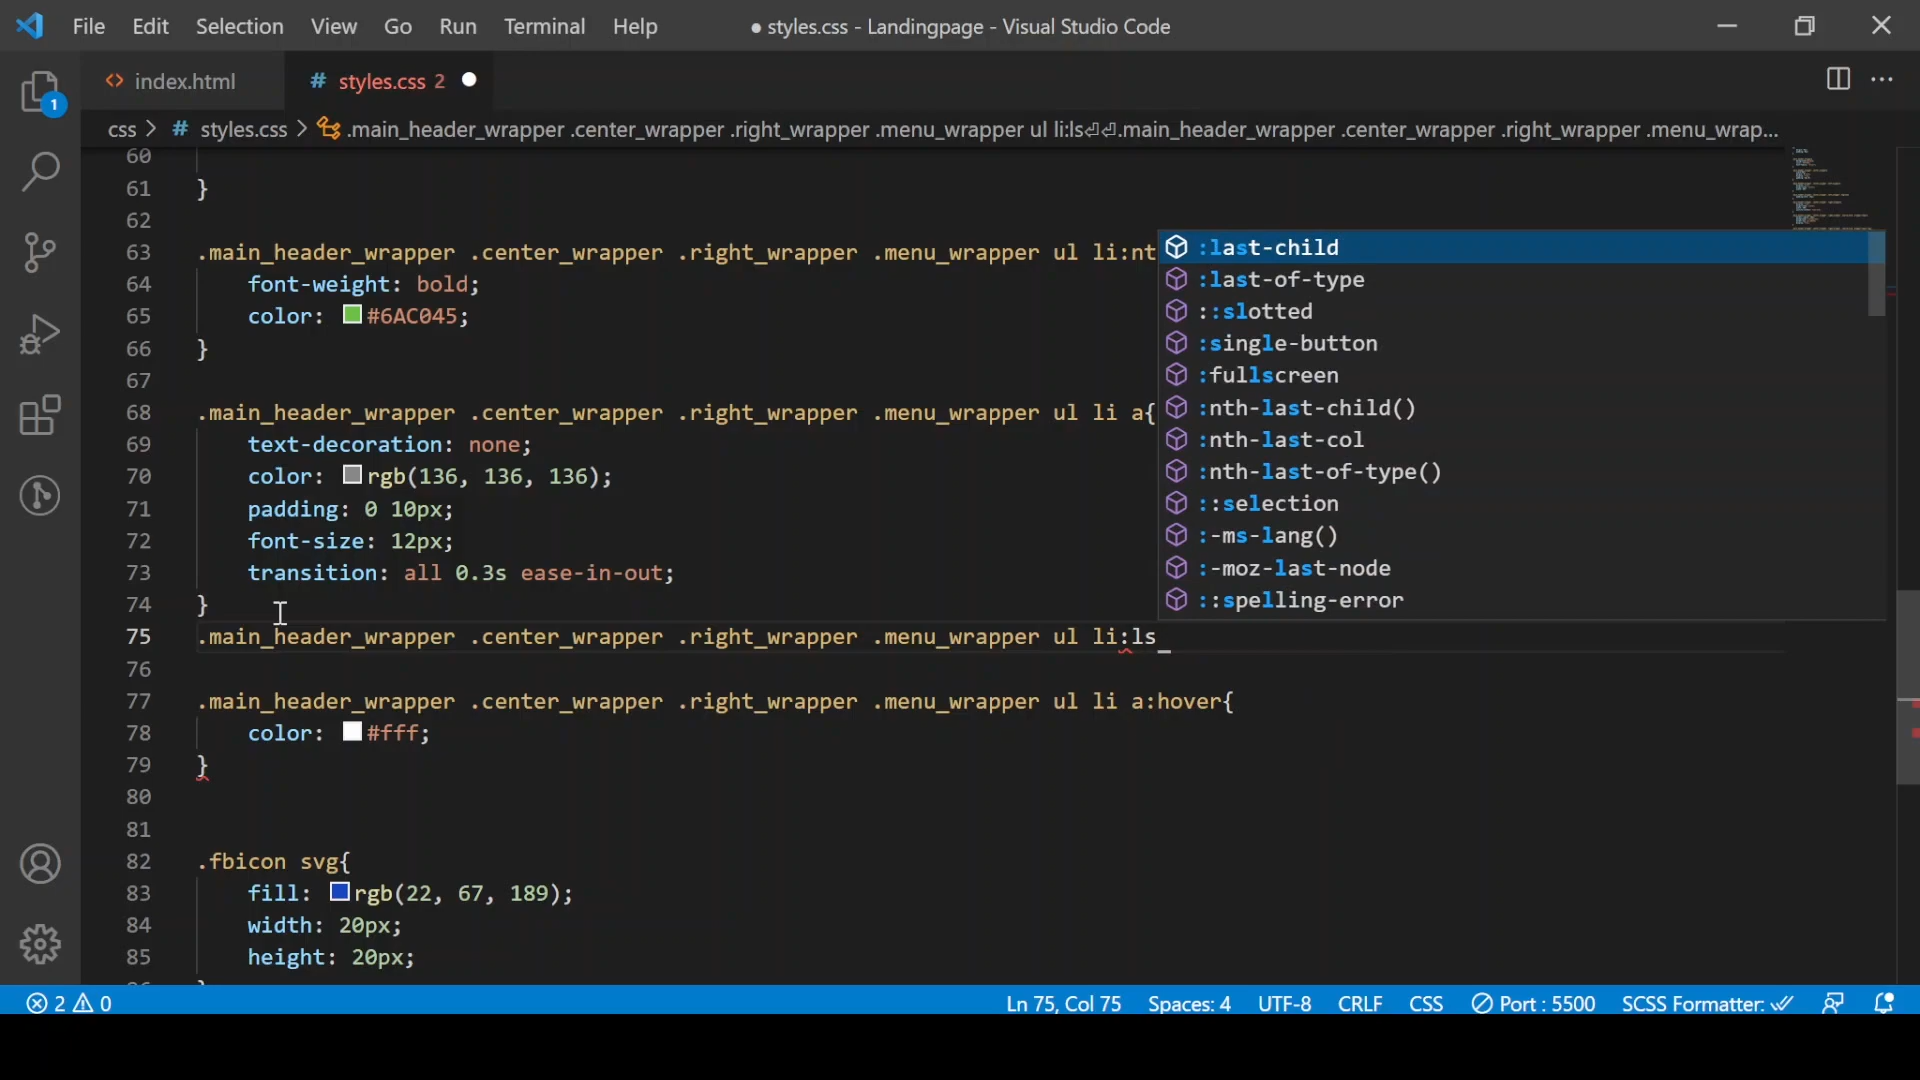 File Edit Selection View Go Run Terminal Help ● styles.css - Landingpage - Visual Studio Code
<> index.html # styles.css 2 ●
1
css > # styles.css > .main_header_wrapper .center_wrapper .right_wrapper .menu_wrapper ul li:ls⏎⏎.main_header_wrapper .center_wrapper .right_wrapper .menu_wrap...
60
61 }
62
63 .main_header_wrapper .center_wrapper .right_wrapper .menu_wrapper ul li:nt
64 font-weight: bold;
65 color: #6AC045;
66 }
67
68 .main_header_wrapper .center_wrapper .right_wrapper .menu_wrapper ul li a{
69 text-decoration: none;
70 color: rgb(136, 136, 136);
71 padding: 0 10px;
72 font-size: 12px;
73 transition: all 0.3s ease-in-out;
74 }
75 .main_header_wrapper .center_wrapper .right_wrapper .menu_wrapper ul li:ls
76
77 .main_header_wrapper .center_wrapper .right_wrapper .menu_wrapper ul li a:hover{
78 color: #fff;
79 }
80
81
82 .fbicon svg{
83 fill: rgb(22, 67, 189);
84 width: 20px;
85 height: 20px;
:last-child
:last-of-type
::slotted
:single-button
:fullscreen
:nth-last-child()
:nth-last-col
:nth-last-of-type()
::selection
:-ms-lang()
:-moz-last-node
::spelling-error
2 0 Ln 75, Col 75 Spaces: 4 UTF-8 CRLF CSS Port : 5500 SCSS Formatter: